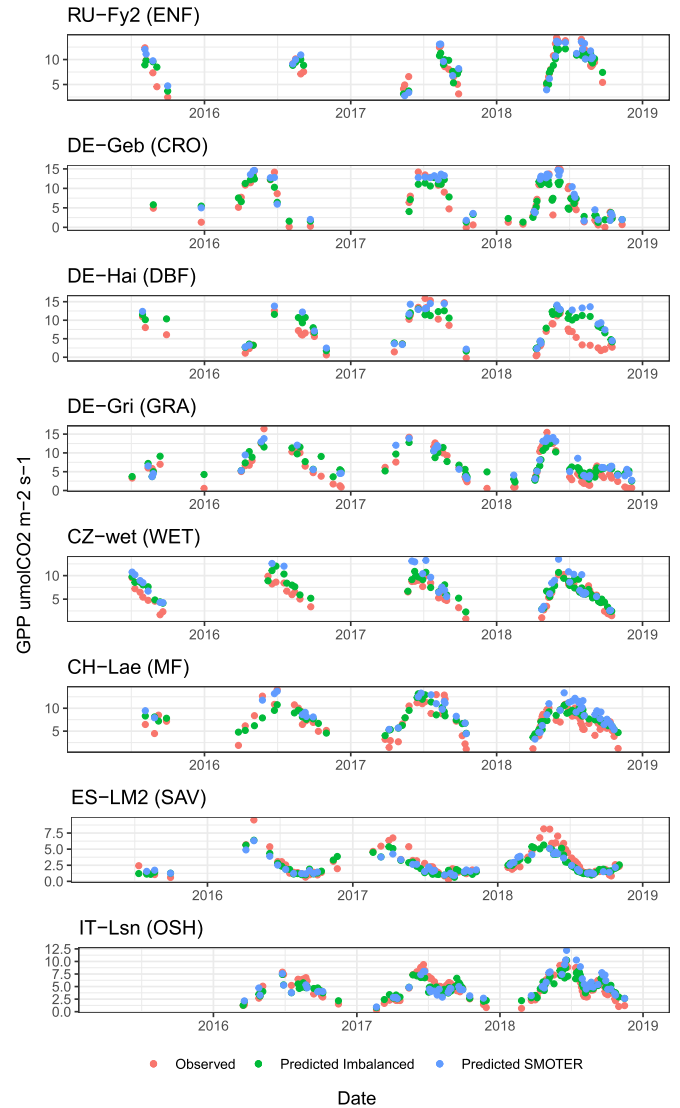 RU−Fy2 (ENF)
10
5
2016 2017 2018 2019
DE−Geb (CRO)
15
10
5
0
2016 2017 2018 2019
DE−Hai (DBF)
15
10
5
0
2016 2017 2018 2019
DE−Gri (GRA)
15
10
5
0
2016 2017 2018 2019
CZ−wet (WET)
10
5
2016 2017 2018 2019
CH−Lae (MF)
10
5
2016 2017 2018 2019
ES−LM2 (SAV)
7.5
5.0
2.5
0.0
2016 2017 2018 2019
IT−Lsn (OSH)
12.5
10.0
7.5
5.0
2.5
0.0
2016 2017 2018 2019
GPP umolCO2 m−2 s−1
Observed Predicted Imbalanced Predicted SMOTER
Date